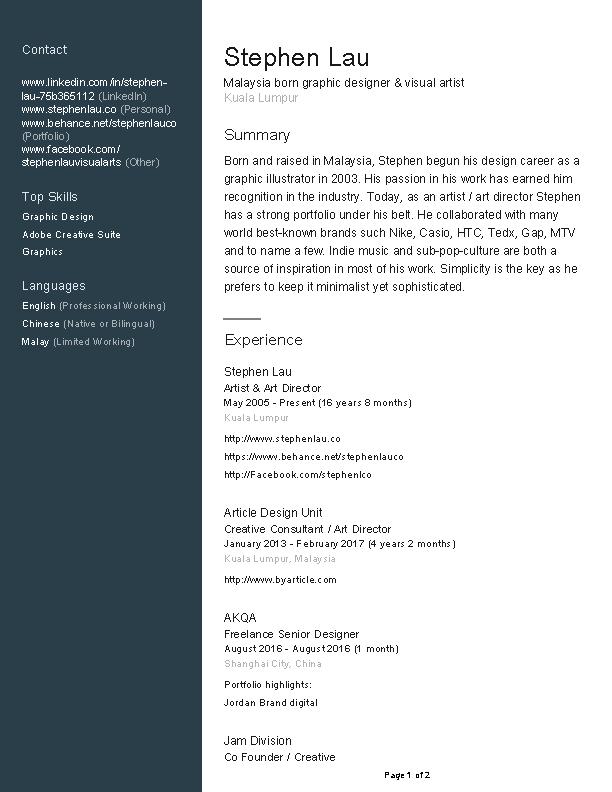 Contact
www.linkedin.com/in/stephen-
lau-75b365112 (LinkedIn)
www.stephenlau.co (Personal)
www.behance.net/stephenlauco
(Portfolio)
www.facebook.com/
stephenlauvisualarts (Other)
Top Skills
Graphic Design
Adobe Creative Suite
Graphics
Languages
English (Professional Working)
Chinese (Native or Bilingual)
Malay (Limited Working)
Stephen Lau
Malaysia born graphic designer & visual artist
Kuala Lumpur
Summary
Born and raised in Malaysia, Stephen begun his design career as a
graphic illustrator in 2003. His passion in his work has earned him
recognition in the industry. Today, as an artist / art director Stephen
has a strong portfolio under his belt. He collaborated with many
world best-known brands such Nike, Casio, HTC, Tedx, Gap, MTV
and to name a few. Indie music and sub-pop-culture are both a
source of inspiration in most of his work. Simplicity is the key as he
prefers to keep it minimalist yet sophisticated.
Experience
Stephen Lau
Artist & Art Director
May 2005 - Present (16 years 8 months)
Kuala Lumpur
http://www.stephenlau.co
https://www.behance.net/stephenlauco
http://Facebook.com/stephenlco
Article Design Unit
Creative Consultant / Art Director
January 2013 - February 2017 (4 years 2 months)
Kuala Lumpur, Malaysia
http://www.byarticle.com
AKQA
Freelance Senior Designer
August 2016 - August 2016 (1 month)
Shanghai City, China
Portfolio highlights:
Jordan Brand digital
Jam Division
Co Founder / Creative
Page 1 of 2